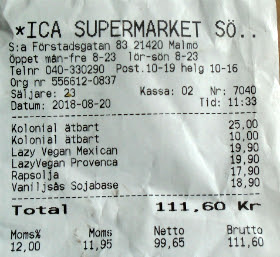 *ICA SUPERMARKET SÖ..
S:a Förstadsgatan 83 21420 Malmö
Öppet mån-fre 8-23 lör-sön 8-23
Telnr 040-330290 Post.10-19 helg 10-16
Org nr 556612-0837
Säljare: 23 Kassa: 02 Nr: 7040
Datum: 2018-08-20 Tid: 11:33
Kolonial ätbart 25,00
Kolonial ätbart 10,00
Lazy Vegan Mexican 19,90
LazyVegan Provenca 19,90
Rapsolja 17,90
Vaniljsås Sojabase 18,90
Total 111,60 Kr
Moms% Moms Netto Brutto
12,00 11,95 99,65 111,60